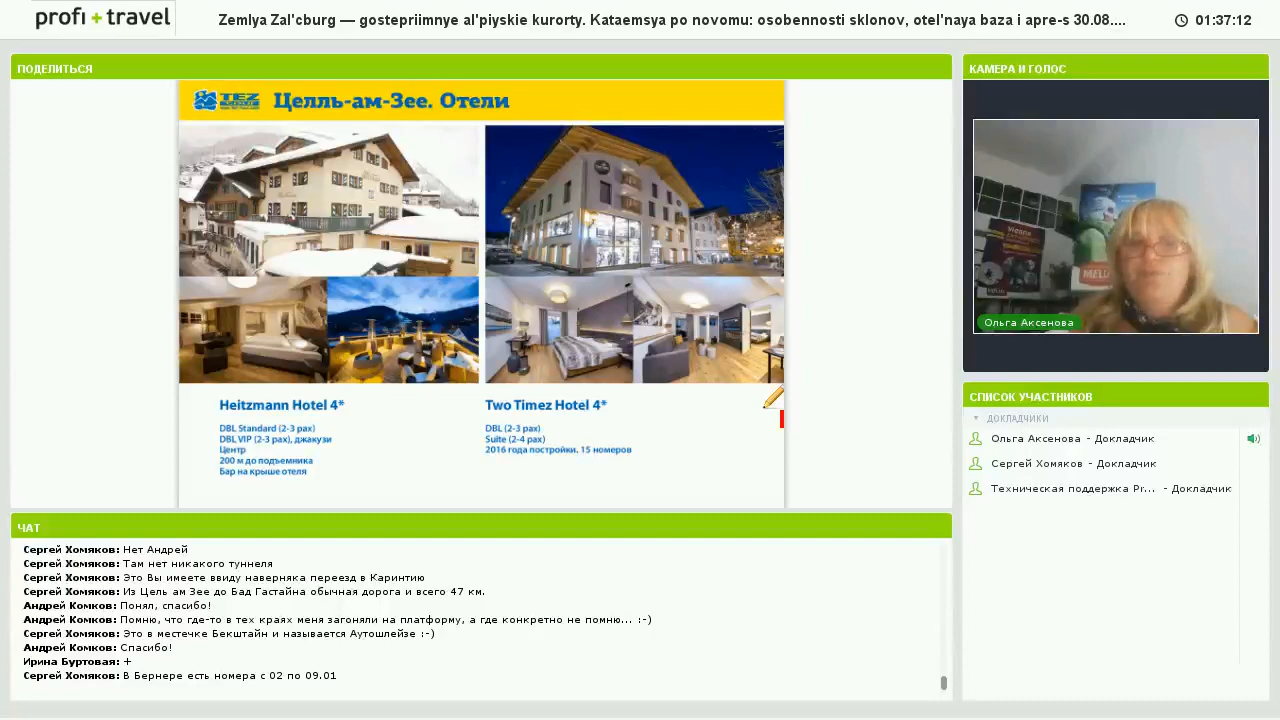 profi + travel
Zemlya Zal'cburg — gostepriimnye al'piyskie kurorty. Kataemsya po novomu: osobennosti sklonov, otel'naya baza i apre-s 30.08....
01:37:12
ПОДЕЛИТЬСЯ
TEZ TOUR
Целль-ам-Зее. Отели
Heitzmann Hotel 4*
DBL Standard (2-3 pax)
DBL VIP (2-3 pax), джакузи
Центр
200 м до подъемника
Бар на крыше отеля
Two Timez Hotel 4*
DBL (2-3 pax)
Suite (2-4 pax)
2016 года постройки. 15 номеров
КАМЕРА И ГОЛОС
Ольга Аксенова
СПИСОК УЧАСТНИКОВ
ДОКЛАДЧИКИ
Ольга Аксенова - Докладчик
Сергей Хомяков - Докладчик
Техническая поддержка Pr... - Докладчик
ЧАТ
Сергей Хомяков: Нет Андрей
Сергей Хомяков: Там нет никакого туннеля
Сергей Хомяков: Это Вы имеете ввиду наверняка переезд в Каринтию
Сергей Хомяков: Из Цель ам Зее до Бад Гастайна обычная дорога и всего 47 км.
Андрей Комков: Понял, спасибо!
Андрей Комков: Помню, что где-то в тех краях меня загоняли на платформу, а где конкретно не помню... :-)
Сергей Хомяков: Это в местечке Бекштайн и называется Аутошлейзе :-)
Андрей Комков: Спасибо!
Ирина Буртовая: +
Сергей Хомяков: В Бернере есть номера с 02 по 09.01